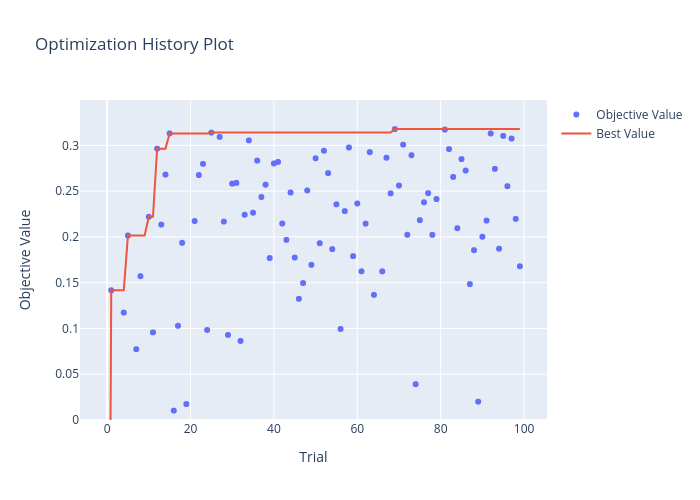 Optimization History Plot
Objective Value
Best Value
0.3
0.25
0.2
0.15
0.1
0.05
0
0 20 40 60 80 100
Trial
Objective Value